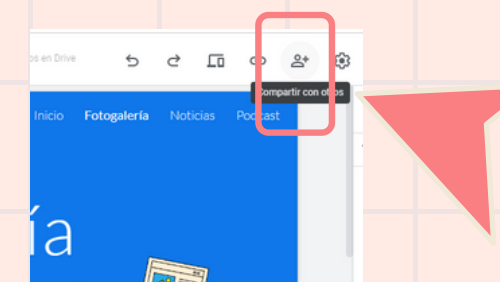 os en Drive
Compartir con otros
Inicio Fotogalería Noticias Podcast
ía